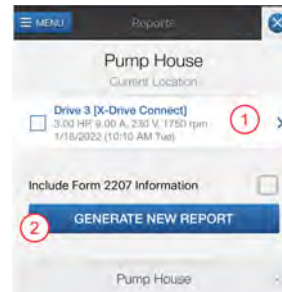 MENU
Reports
Pump House
Current Location
Drive 3 [X-Drive Connect]
3.00 HP, 9.00 A, 230 V, 1750 rpm
1/18/2022 (10:10 AM Tue)
1
Include Form 2207 Information
2
GENERATE NEW REPORT
Pump House